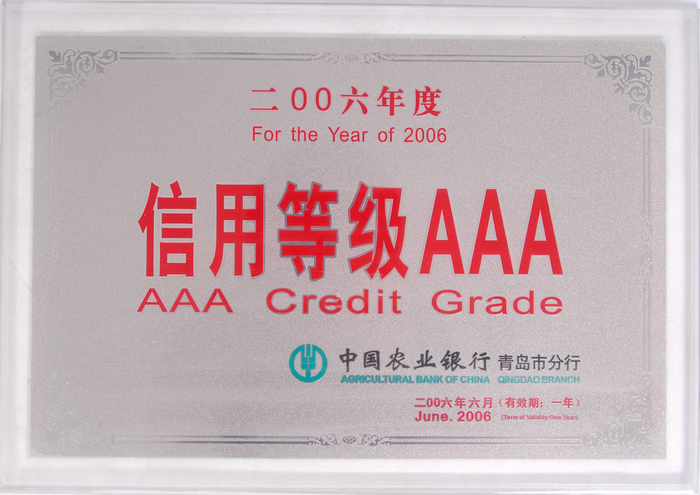 二00六年度
For the Year of 2006
信用等级AAA
AAA Credit Grade
中国农业银行 青岛市分行
AGRICULTURAL BANK OF CHINA QINGDAO BRANCH
二00六年六月(有效期:一年)
June. 2006 (Term of Validity:One Year)